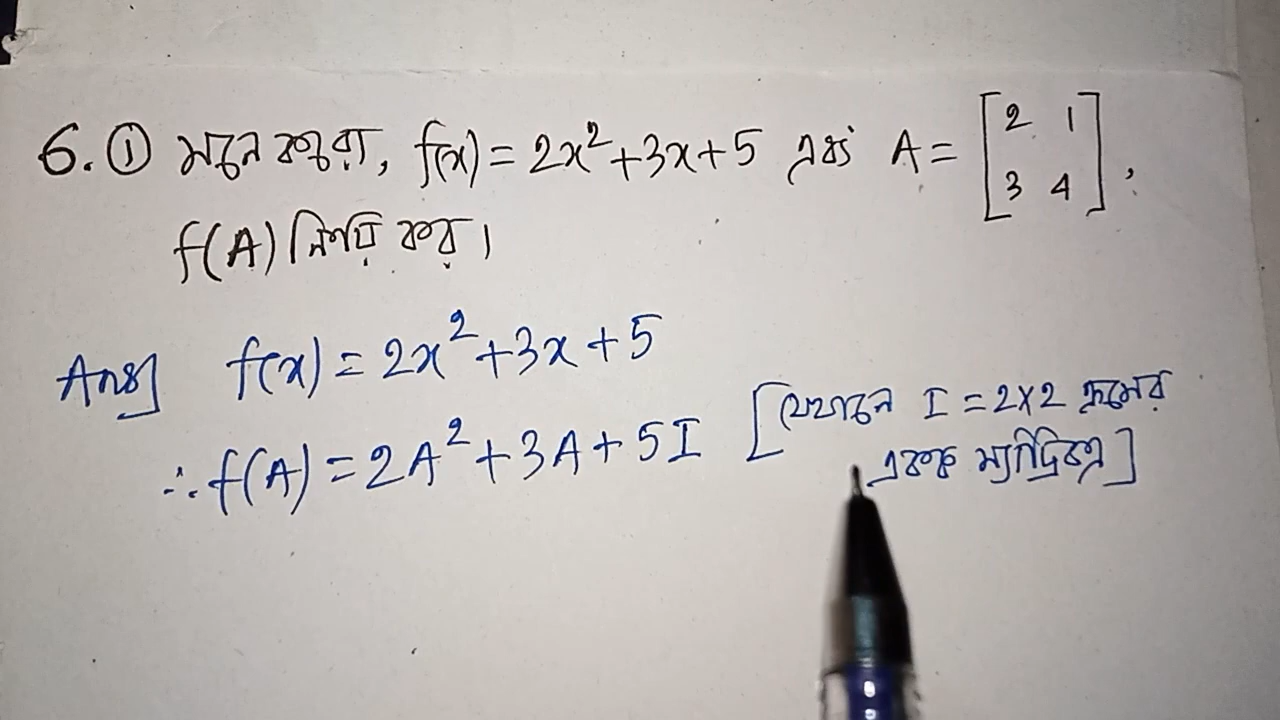 6. ① মনে করো, f(x) = 2x² + 3x + 5 এবং A = [2 1
3 4],
f(A) নির্ণয় কর।
Ans] f(x) = 2x² + 3x + 5
∴ f(A) = 2A² + 3A + 5I [যেখানে I = 2×2 ক্রমের
একক ম্যাট্রিক্স]